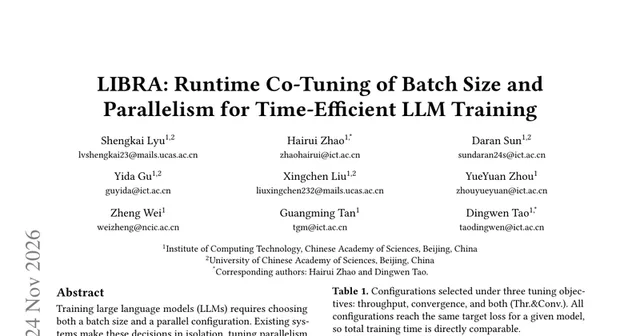 LIBRA: Runtime Co-Tuning of Batch Size and
Parallelism for Time-Efficient LLM Training
Shengkai Lyu1,2
lvshengkai23@mails.ucas.ac.cn
Hairui Zhao1,*
zhaohairui@ict.ac.cn
Daran Sun1,2
sundaran24s@ict.ac.cn
Yida Gu1,2
guyida@ict.ac.cn
Xingchen Liu1,2
liuxingchen232@mails.ucas.ac.cn
YueYuan Zhou1
zhouyueyuan@ict.ac.cn
Zheng Wei1
weizheng@ncic.ac.cn
Guangming Tan1
tgm@ict.ac.cn
Dingwen Tao1,*
taodingwen@ict.ac.cn
1Institute of Computing Technology, Chinese Academy of Sciences, Beijing, China
2University of Chinese Academy of Sciences, Beijing, China
*Corresponding authors: Hairui Zhao and Dingwen Tao.
24 Nov 2026
Abstract
Training large language models (LLMs) requires choosing
both a batch size and a parallel configuration. Existing sys-
tems make these decisions in isolation, tuning parallelism
Table 1. Configurations selected under three tuning objec-
tives: throughput, convergence, and both (Thr.&Conv.). All
configurations reach the same target loss for a given model,
so total training time is directly comparable.